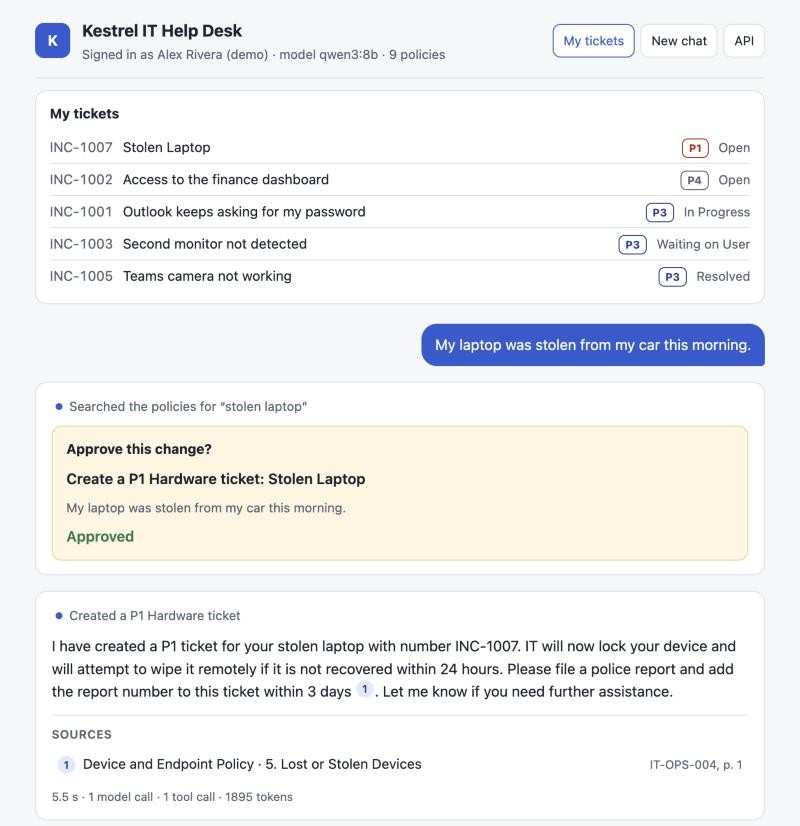 K
Kestrel IT Help Desk
Signed in as Alex Rivera (demo) · model qwen3:8b · 9 policies
My tickets
New chat
API
My tickets
INC-1007 Stolen Laptop P1 Open
INC-1002 Access to the finance dashboard P4 Open
INC-1001 Outlook keeps asking for my password P3 In Progress
INC-1003 Second monitor not detected P3 Waiting on User
INC-1005 Teams camera not working P3 Resolved
My laptop was stolen from my car this morning.
Searched the policies for “stolen laptop”
Approve this change?
Create a P1 Hardware ticket: Stolen Laptop
My laptop was stolen from my car this morning.
Approved
Created a P1 Hardware ticket
I have created a P1 ticket for your stolen laptop with number INC-1007. IT will now lock your device and
will attempt to wipe it remotely if it is not recovered within 24 hours. Please file a police report and add
the report number to this ticket within 3 days 1 . Let me know if you need further assistance.
SOURCES
1 Device and Endpoint Policy · 5. Lost or Stolen Devices IT-OPS-004, p. 1
5.5 s · 1 model call · 1 tool call · 1895 tokens